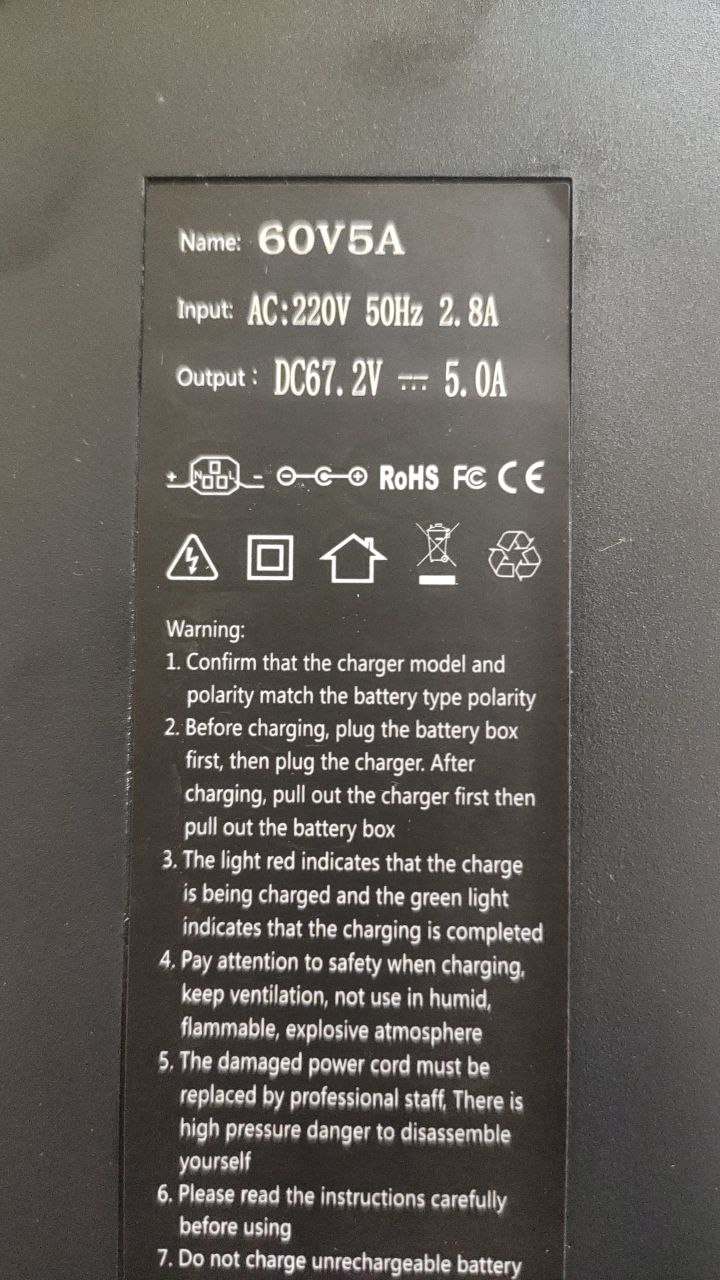 Name: 60V5A
Input: AC:220V 50Hz 2.8A
Output: DC67.2V ⎓ 5.0A
+ N L - RoHS FC CE
Warning:
1. Confirm that the charger model and
polarity match the battery type polarity
2. Before charging, plug the battery box
first, then plug the charger. After
charging, pull out the charger first then
pull out the battery box
3. The light red indicates that the charge
is being charged and the green light
indicates that the charging is completed
4. Pay attention to safety when charging,
keep ventilation, not use in humid,
flammable, explosive atmosphere
5. The damaged power cord must be
replaced by professional staff, There is
high pressure danger to disassemble
yourself
6. Please read the instructions carefully
before using
7. Do not charge unrechargeable battery